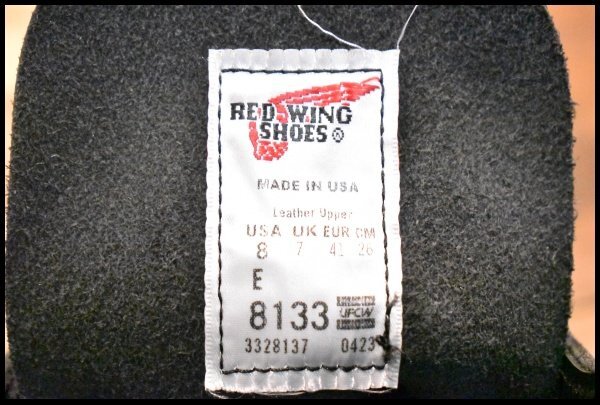 RED WING
SHOES ®
MADE IN USA
Leather Upper
USA UK EUR CM
8 7 41 26
E
8133 UFCW
3328137 0423